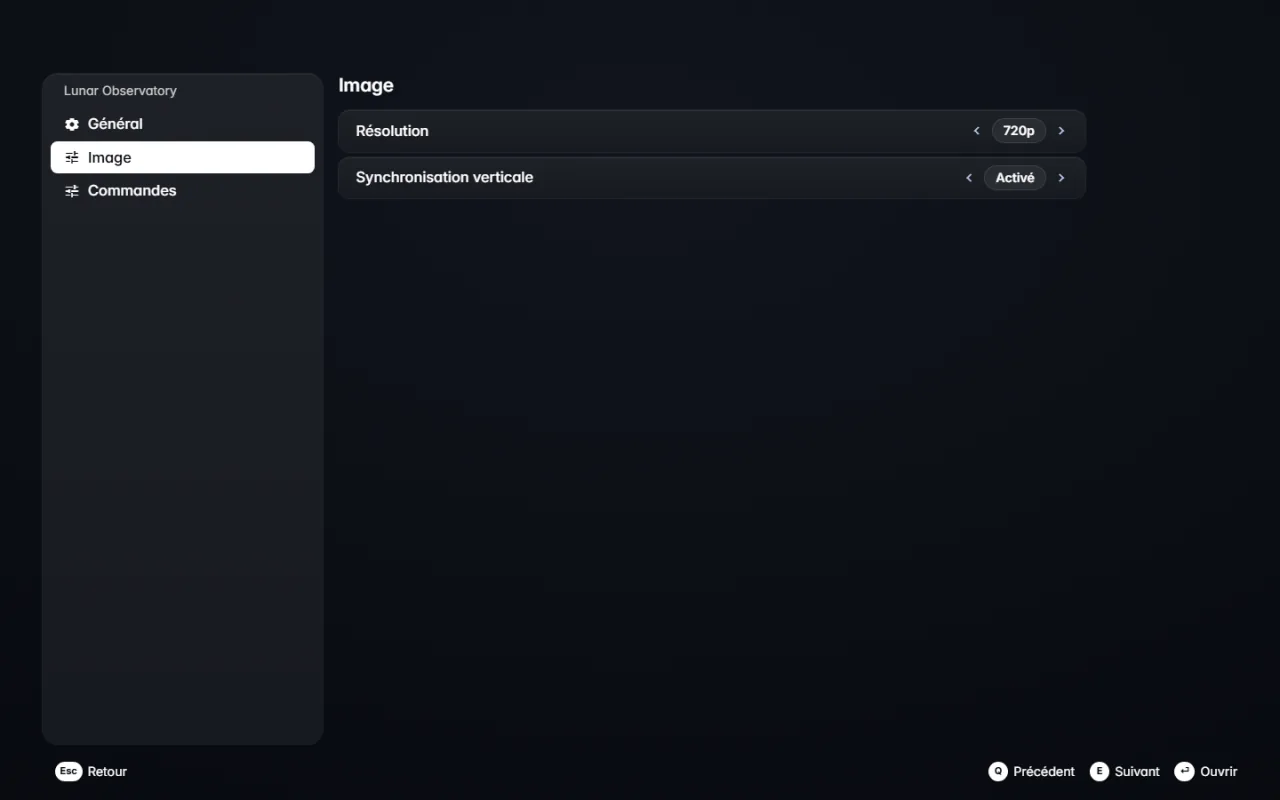 Lunar Observatory
Général
Image
Commandes
Image
Résolution
720p
Synchronisation verticale
Activé
Esc Retour
Q Précédent E Suivant Ouvrir